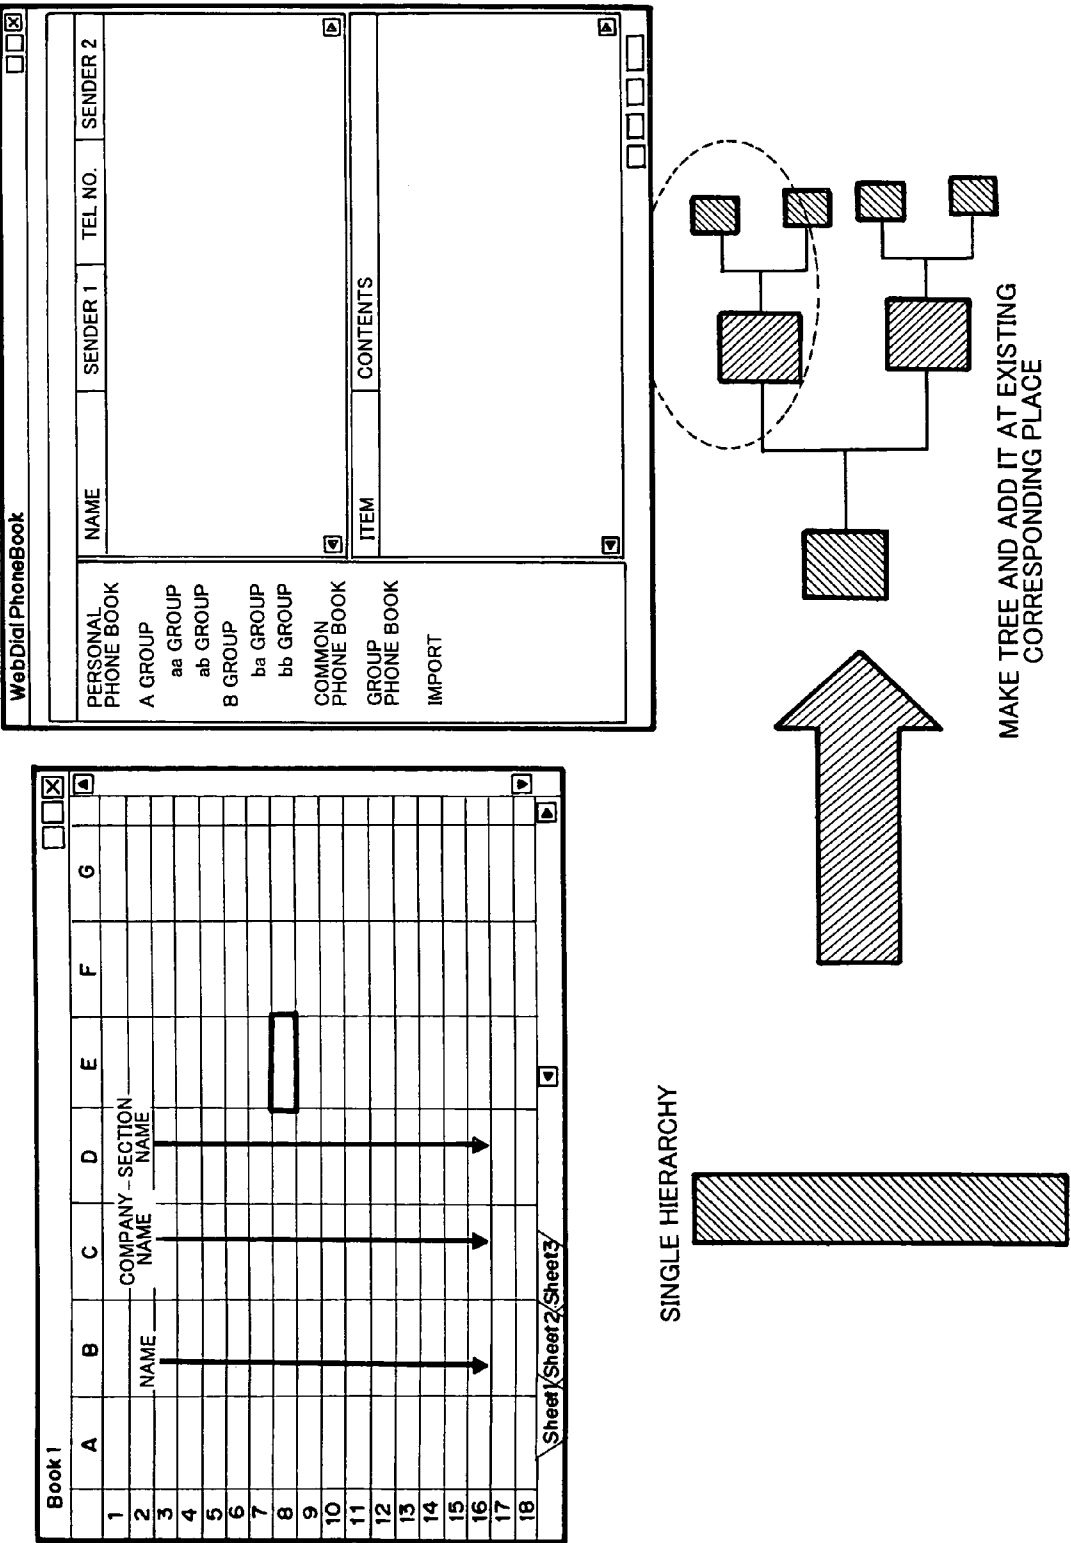 Book 1
A B C D E F G
1
2
3
4
5
6
7
8
9
10
11
12
13
14
15
16
17
18
NAME
COMPANY
NAME
SECTION
NAME
Sheet1 Sheet2 Sheet3
WebDial PhoneBook
PERSONAL
PHONE BOOK
A GROUP
aa GROUP
ab GROUP
B GROUP
ba GROUP
bb GROUP
COMMON
PHONE BOOK
GROUP
PHONE BOOK
IMPORT
NAME SENDER 1 TEL NO. SENDER 2
ITEM CONTENTS
SINGLE HIERARCHY
MAKE TREE AND ADD IT AT EXISTING
CORRESPONDING PLACE